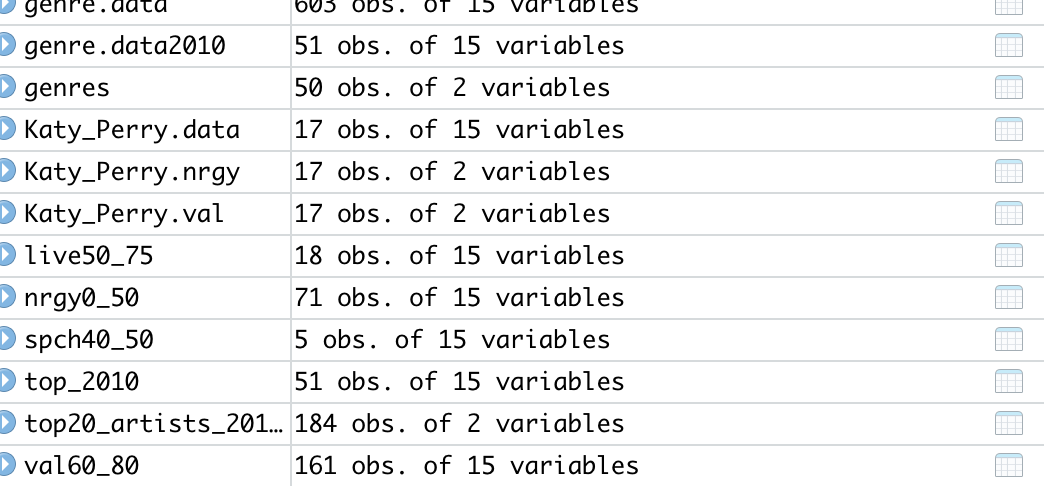 genre.data 603 obs. of 15 variables
genre.data2010 51 obs. of 15 variables
genres 50 obs. of 2 variables
Katy_Perry.data 17 obs. of 15 variables
Katy_Perry.nrgy 17 obs. of 2 variables
Katy_Perry.val 17 obs. of 2 variables
live50_75 18 obs. of 15 variables
nrgy0_50 71 obs. of 15 variables
spch40_50 5 obs. of 15 variables
top_2010 51 obs. of 15 variables
top20_artists_201… 184 obs. of 2 variables
val60_80 161 obs. of 15 variables